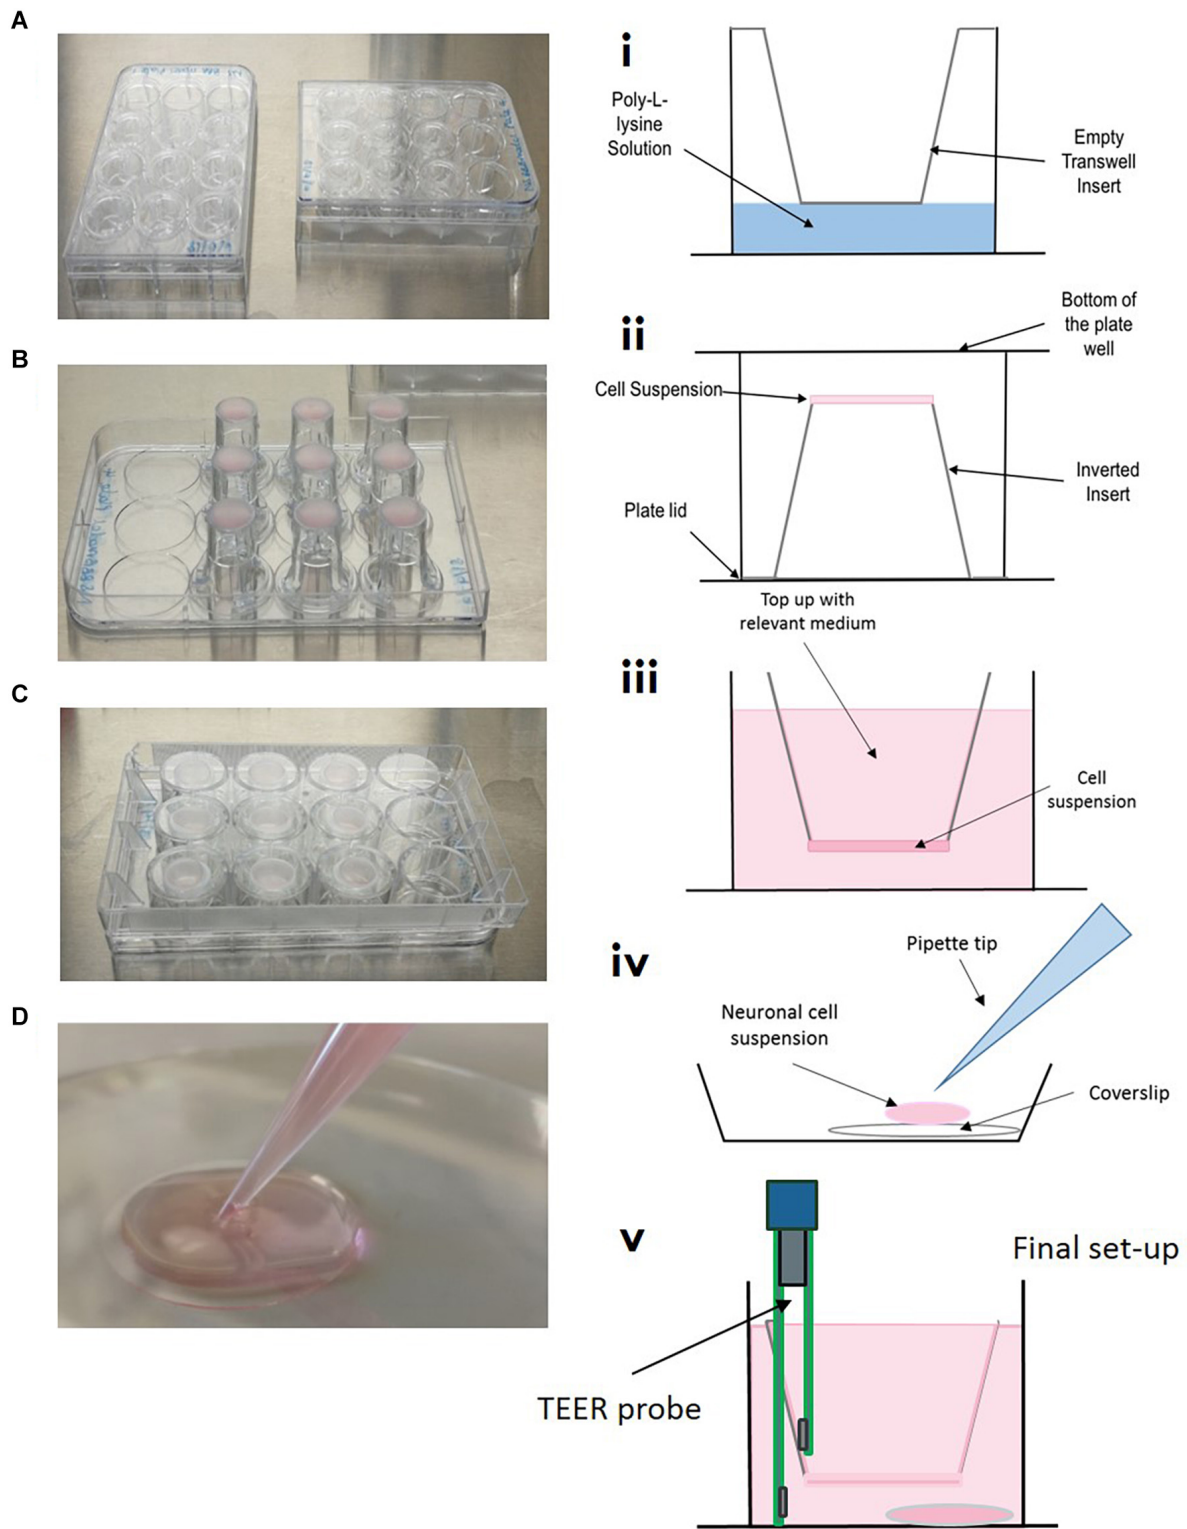 A
i
Poly-L-
lysine
Solution
Empty
Transwell
Insert
B
ii
Bottom of
the plate
well
Cell Suspension
Inverted
Insert
Plate lid
C
Top up with
relevant medium
iii
Cell
suspension
D
iv
Pipette tip
Neuronal cell
suspension
Coverslip
v
Final set-up
TEER probe